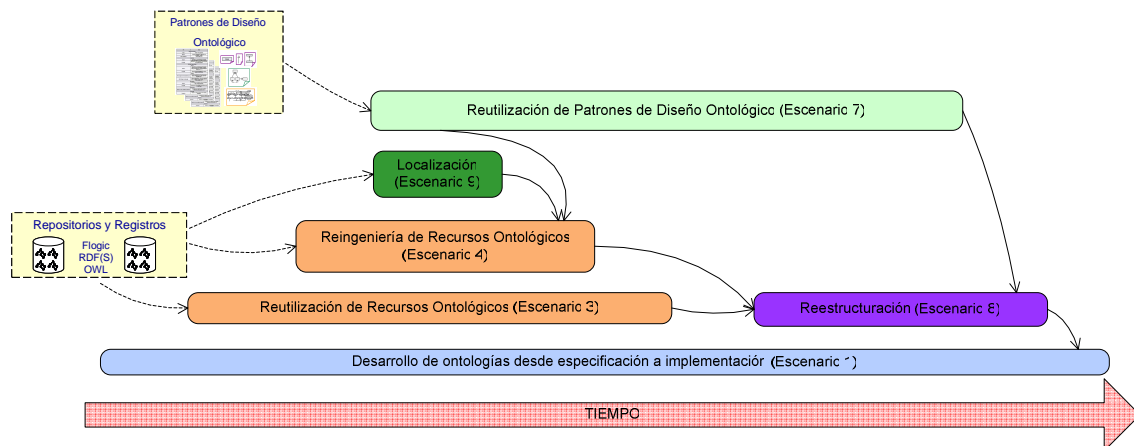 Patrones de Diseño
Ontológico
Reutilización de Patrones de Diseño Ontológico (Escenario 7)
Localización
(Escenario 9)
Repositorios y Registros
Flogic
RDF(S)
OWL
Reingeniería de Recursos Ontológicos
(Escenario 4)
Reutilización de Recursos Ontológicos (Escenario 3)
Reestructuración (Escenario 8)
Desarrollo de ontologías desde especificación a implementación (Escenario 1)
TIEMPO